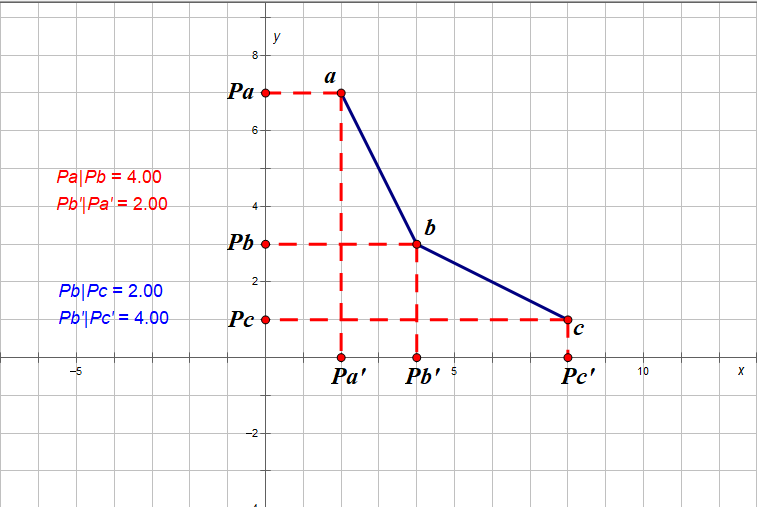 y
8
a
Pa
6
Pa|Pb = 4.00
Pb'|Pa' = 2.00
4
b
Pb
2
Pb|Pc = 2.00
Pb'|Pc' = 4.00
Pc
c
−5
Pa'
Pb'
5
Pc'
10
x
−2